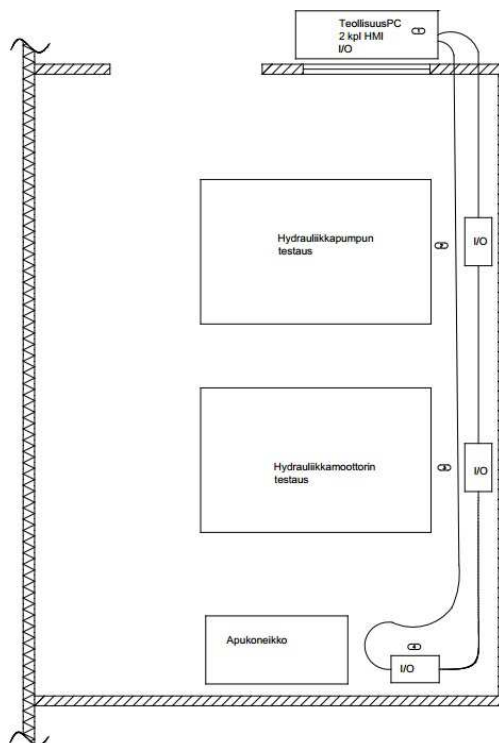 TeollisuusPC
2 kpl HMI
I/O
Hydrauliikkapumpun
testaus
I/O
Hydrauliikkamoottorin
testaus
I/O
Apukoneikko
I/O